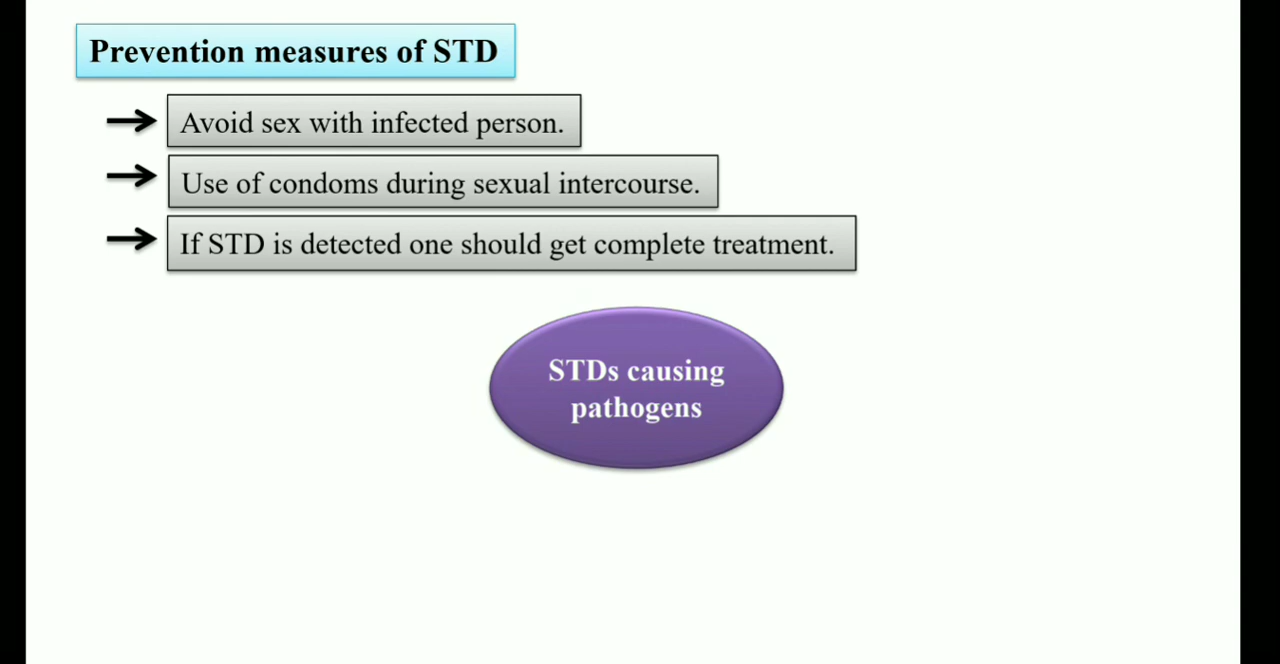 Prevention measures of STD
Avoid sex with infected person.
Use of condoms during sexual intercourse.
If STD is detected one should get complete treatment.
STDs causing
pathogens